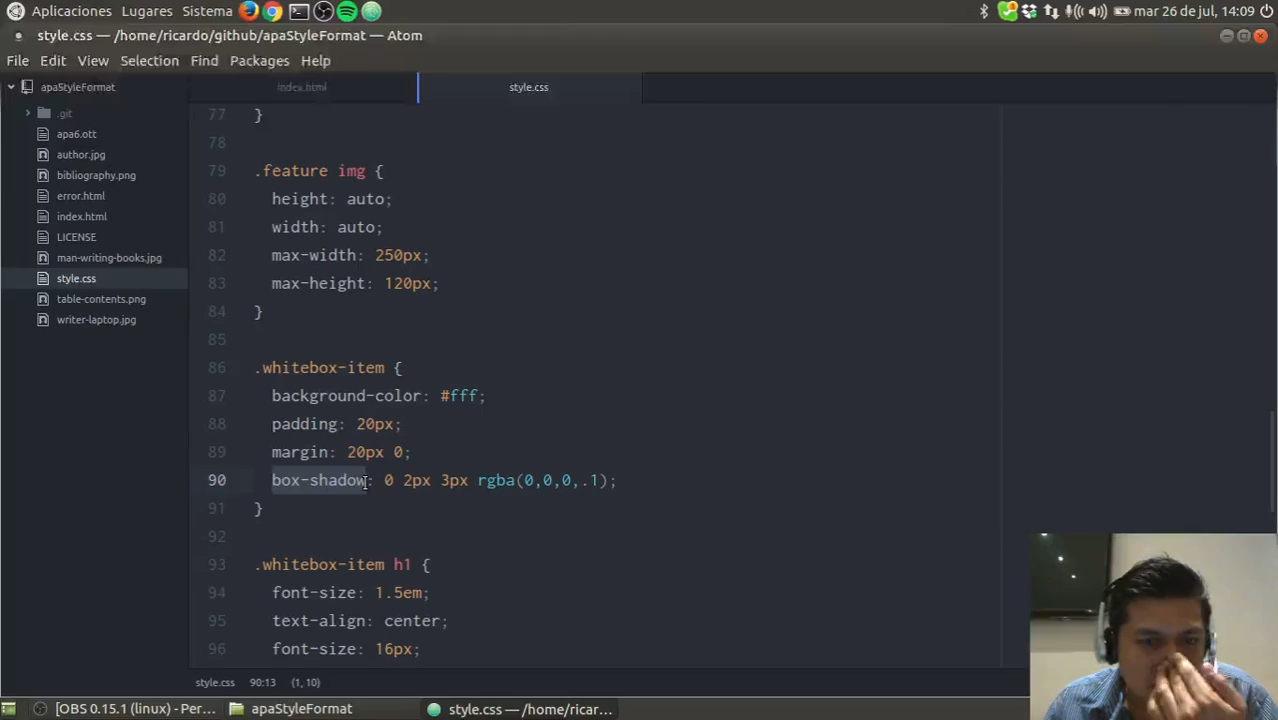 Aplicaciones Lugares Sistema mar 26 de jul, 14:09
style.css — /home/ricardo/github/apaStyleFormat — Atom
File Edit View Selection Find Packages Help
apaStyleFormat index.html style.css
.git
apa6.ott
author.jpg
bibliography.png
error.html
index.html
LICENSE
man-writing-books.jpg
style.css
table-contents.png
writer-laptop.jpg
77 }
78
79 .feature img {
80 height: auto;
81 width: auto;
82 max-width: 250px;
83 max-height: 120px;
84 }
85
86 .whitebox-item {
87 background-color: #fff;
88 padding: 20px;
89 margin: 20px 0;
90 box-shadow: 0 2px 3px rgba(0,0,0,.1);
91 }
92
93 .whitebox-item h1 {
94 font-size: 1.5em;
95 text-align: center;
96 font-size: 16px;
style.css 90:13 (1, 10)
[OBS 0.15.1 (linux) - Per... apaStyleFormat style.css — /home/ricar...